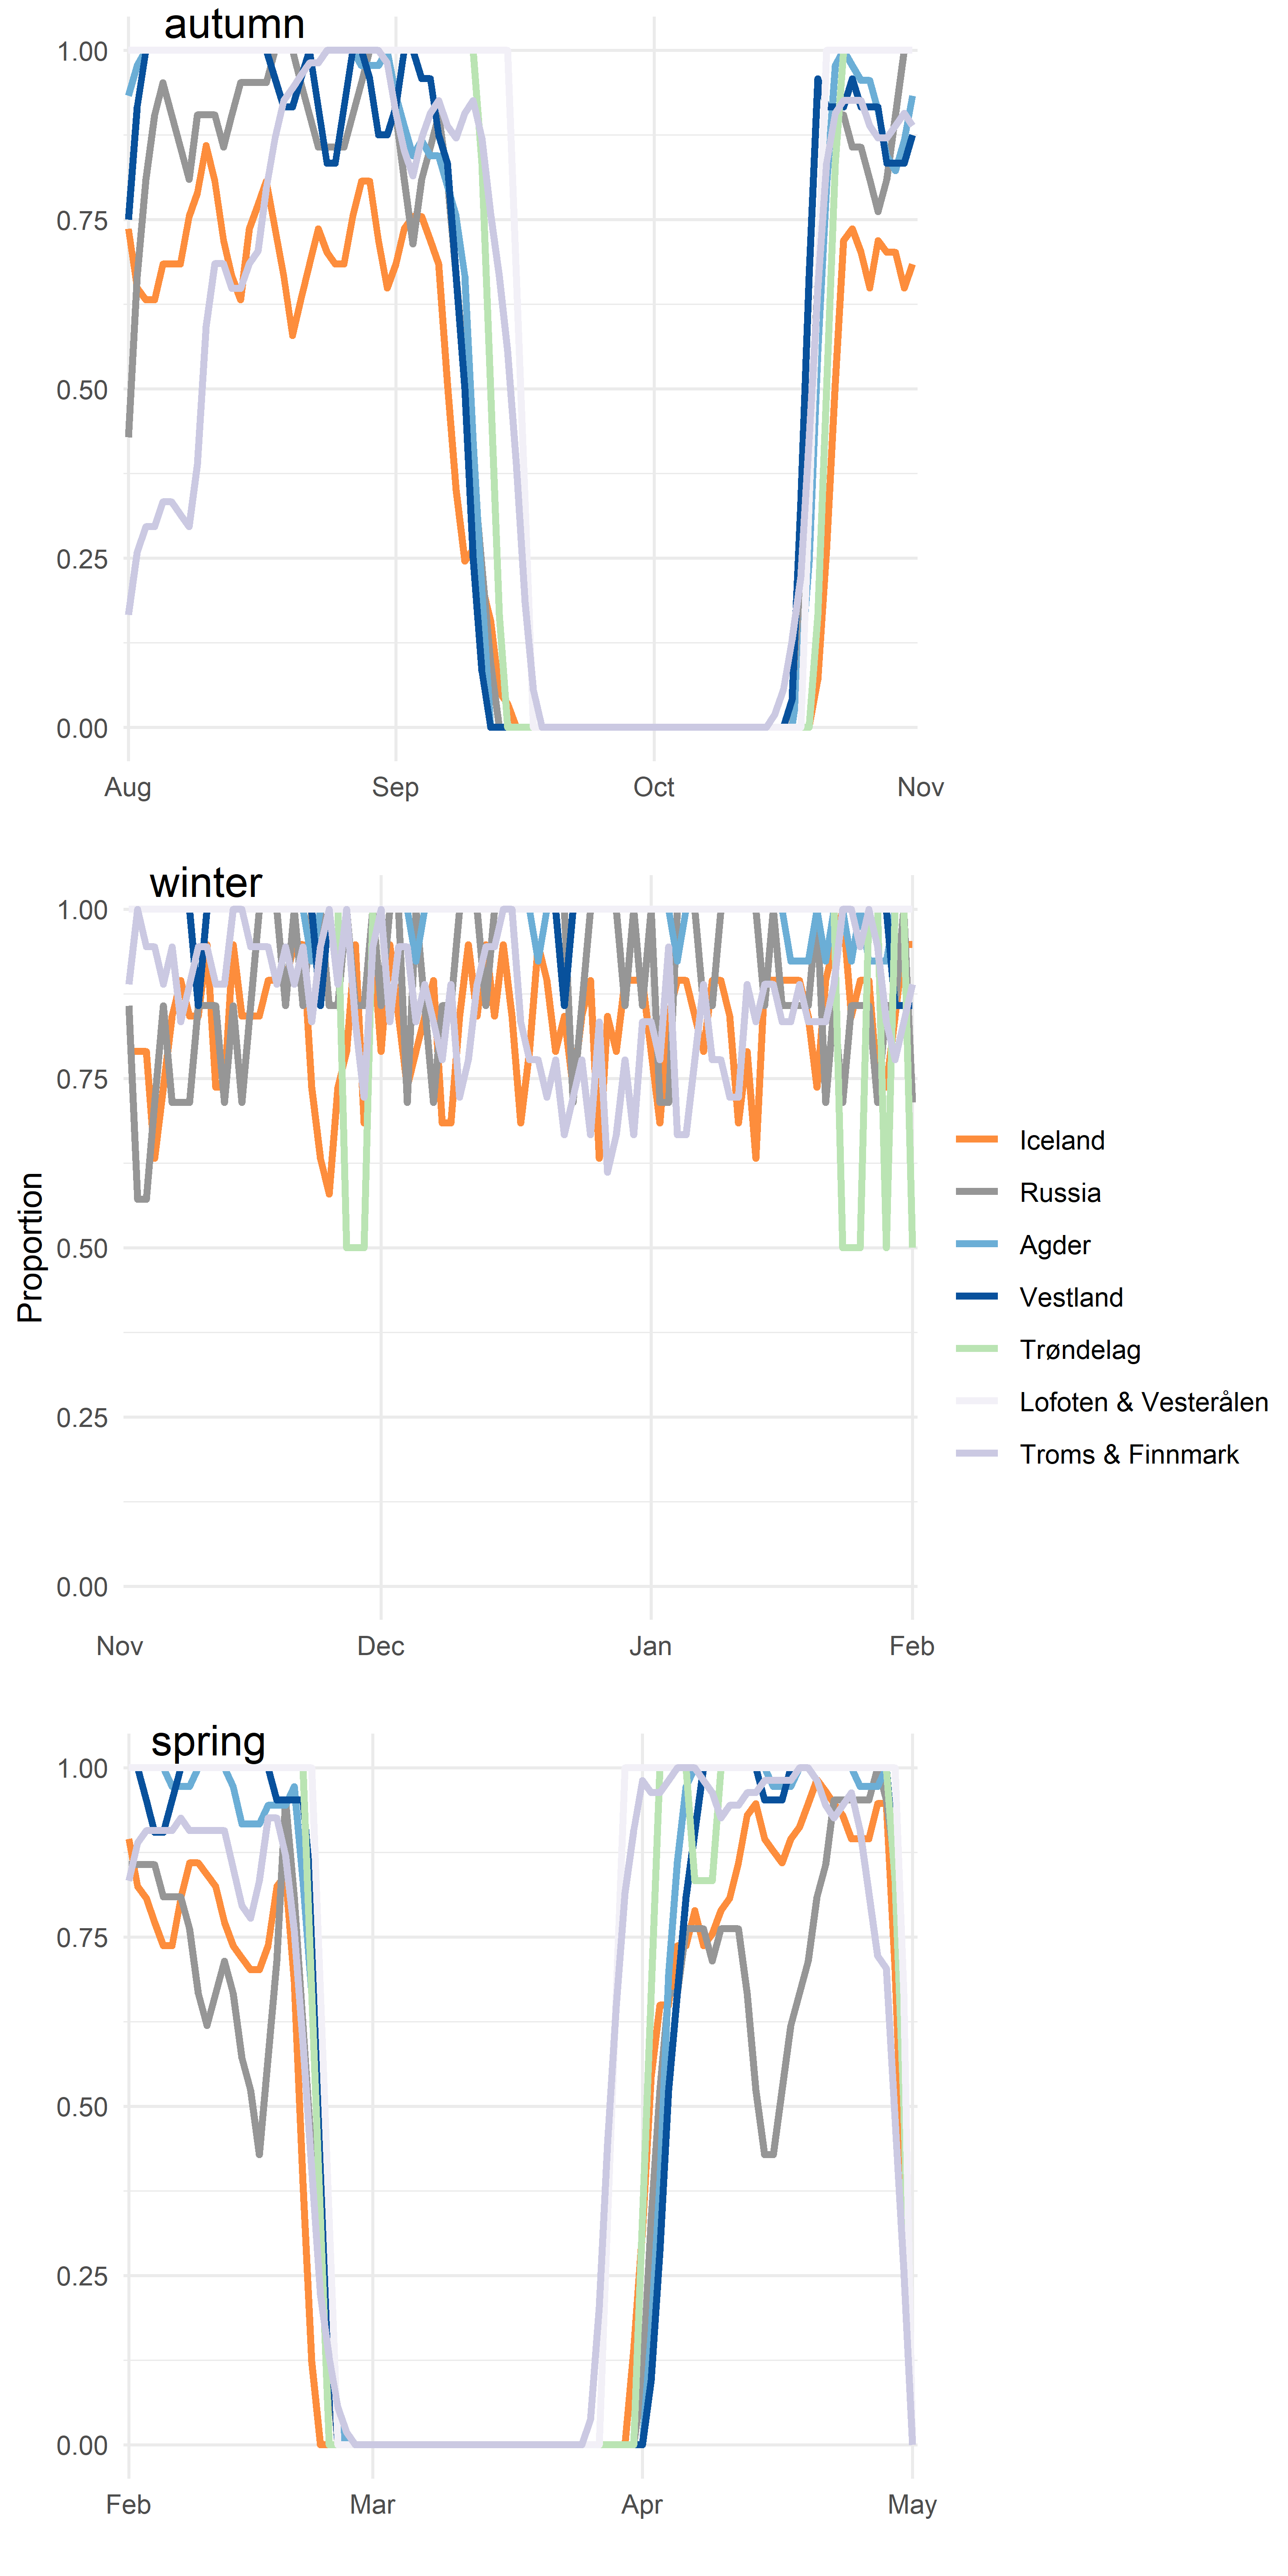 autumn
1.00
0.75
0.50
0.25
0.00
Aug Sep Oct Nov
winter
1.00
0.75
0.50
0.25
0.00
Nov Dec Jan Feb
Proportion
Iceland
Russia
Agder
Vestland
Trøndelag
Lofoten & Vesterålen
Troms & Finnmark
spring
1.00
0.75
0.50
0.25
0.00
Feb Mar Apr May